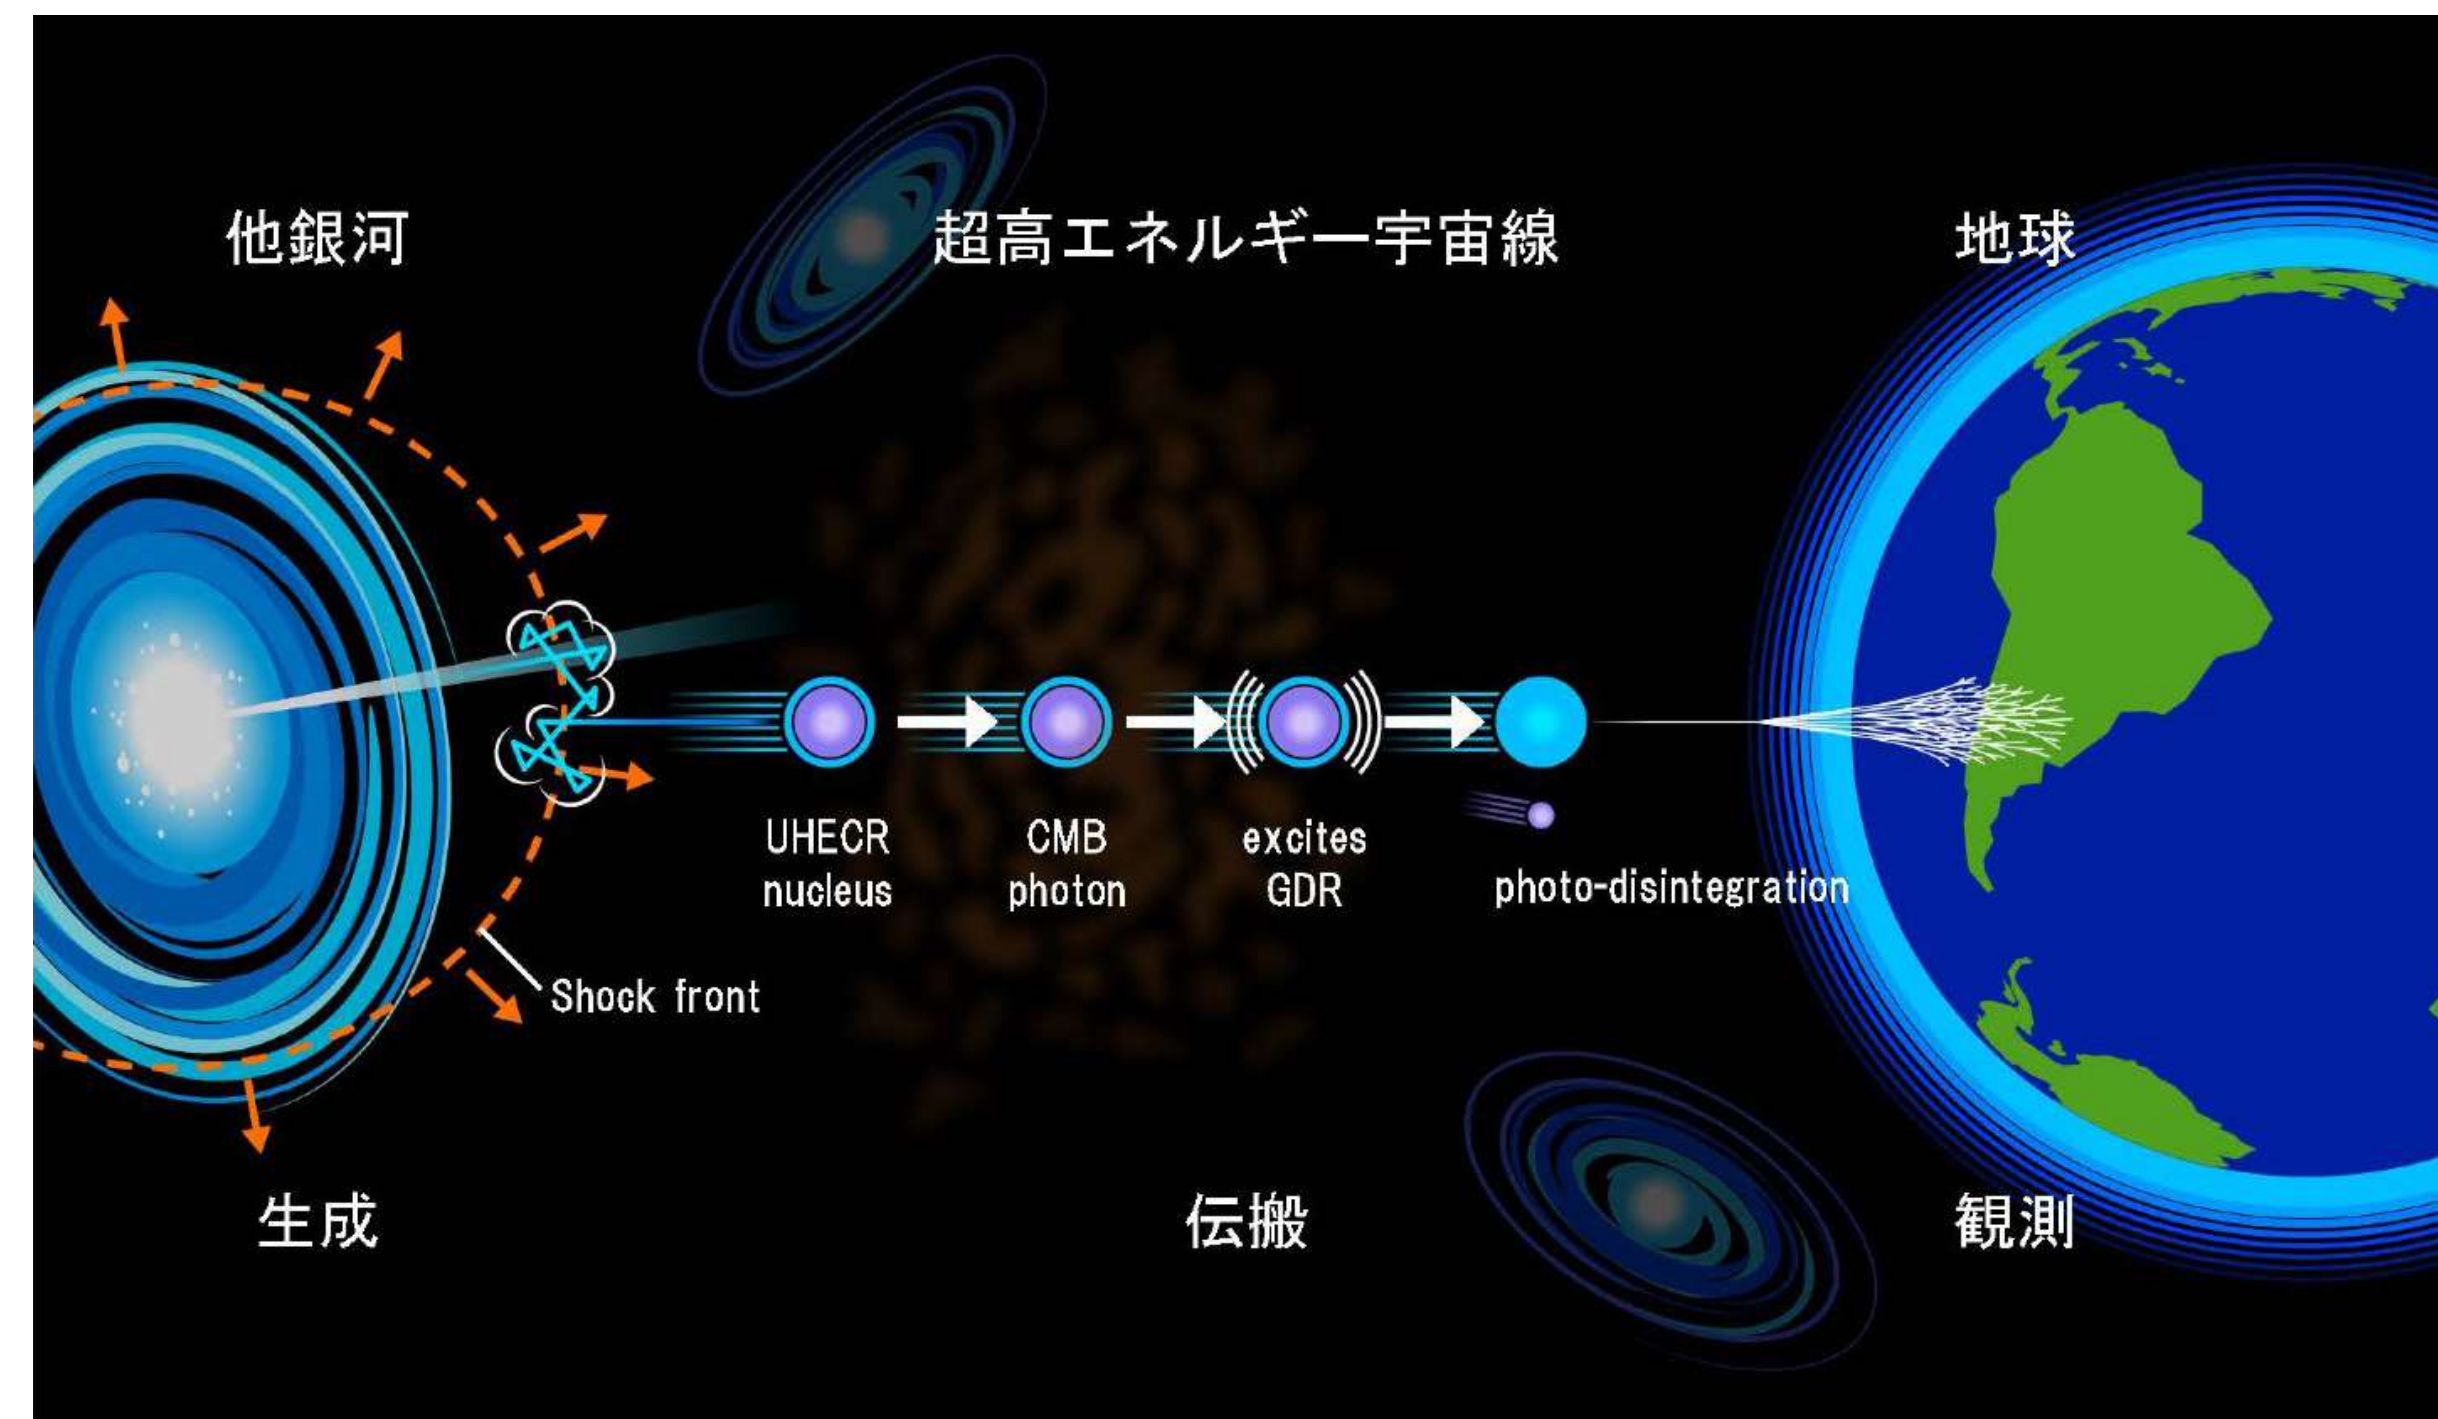 他銀河
超高エネルギー宇宙線
地球
UHECR
nucleus
CMB
photon
excites
GDR
photo-disintegration
Shock front
生成
伝搬
観測